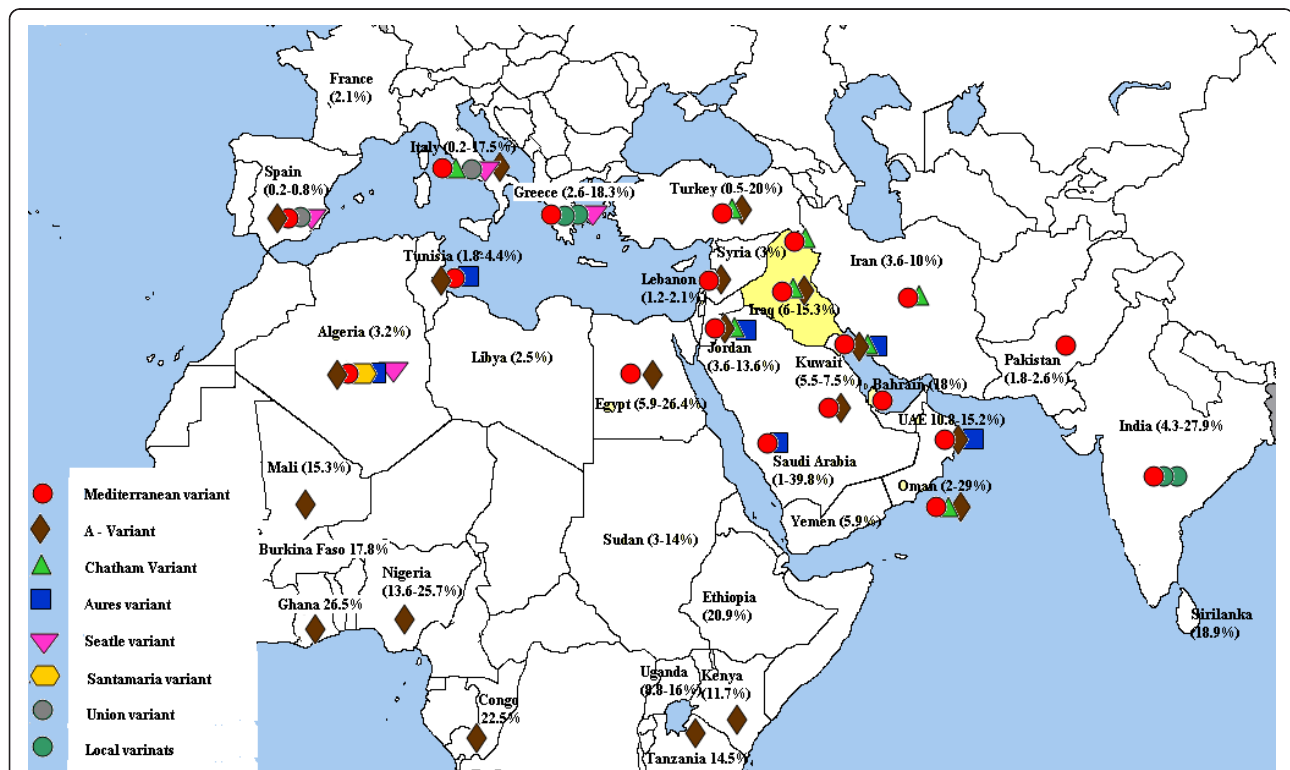 France
(2.1%)
Italy (0.2-17.5%)
Spain
(0.2-0.8%)
Greece (2.6-18.3%)
Turkey (0.5-20%)
Tunisia (1.8-4.4%)
Syria (3%)
Lebanon
(1.2-2.1%)
Iran (3.6-10%)
Iraq (6-15.3%)
Algeria (3.2%)
Libya (2.5%)
Jordan
(3.6-13.6%)
Kuwait
(5.5-7.5%)
Pakistan
(1.8-2.6%)
Bahrain (18%)
Egypt (5.9-26.4%)
UAE 10.8-15.2%)
India (4.3-27.9%
Mali (15.3%)
Saudi Arabia
(1-39.8%)
Oman (2-29%)
Yemen (5.9%)
Sudan (3-14%)
Burkina Faso 17.8%
Nigeria
(13.6-25.7%)
Ghana 26.5%
Ethiopia
(20.9%)
Sirilanka
(18.9%)
Uganda
(8.8-16%)
Kenya
(11.7%)
Congo
22.5%
Tanzania 14.5%
Mediterranean variant
A - Variant
Chatham Variant
Aures variant
Seatle variant
Santamaria variant
Union variant
Local varinats